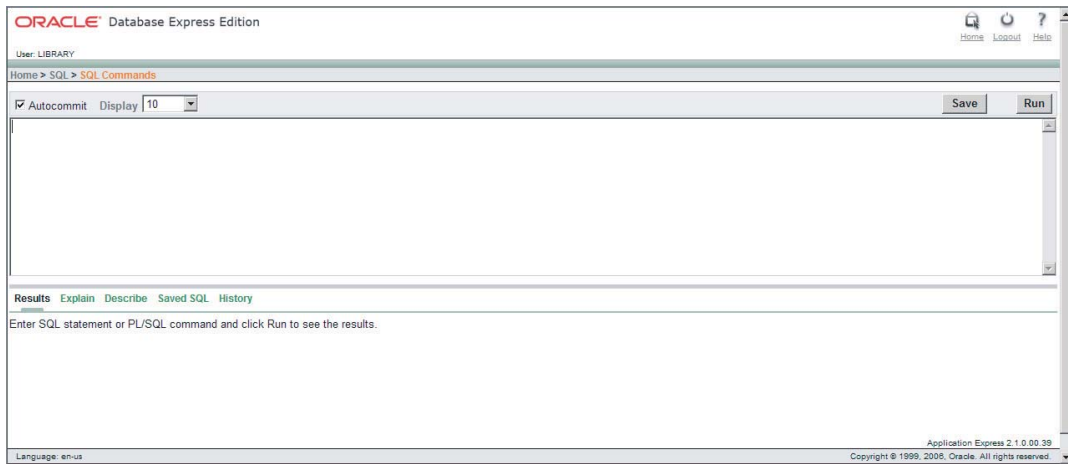 ORACLE® Database Express Edition
Home Logout Help
User: LIBRARY
Home > SQL > SQL Commands
Autocommit Display 10 Save Run
Results Explain Describe Saved SQL History
Enter SQL statement or PL/SQL command and click Run to see the results.
Application Express 2.1.0.00.39
Language: en-us Copyright © 1999, 2006, Oracle. All rights reserved.